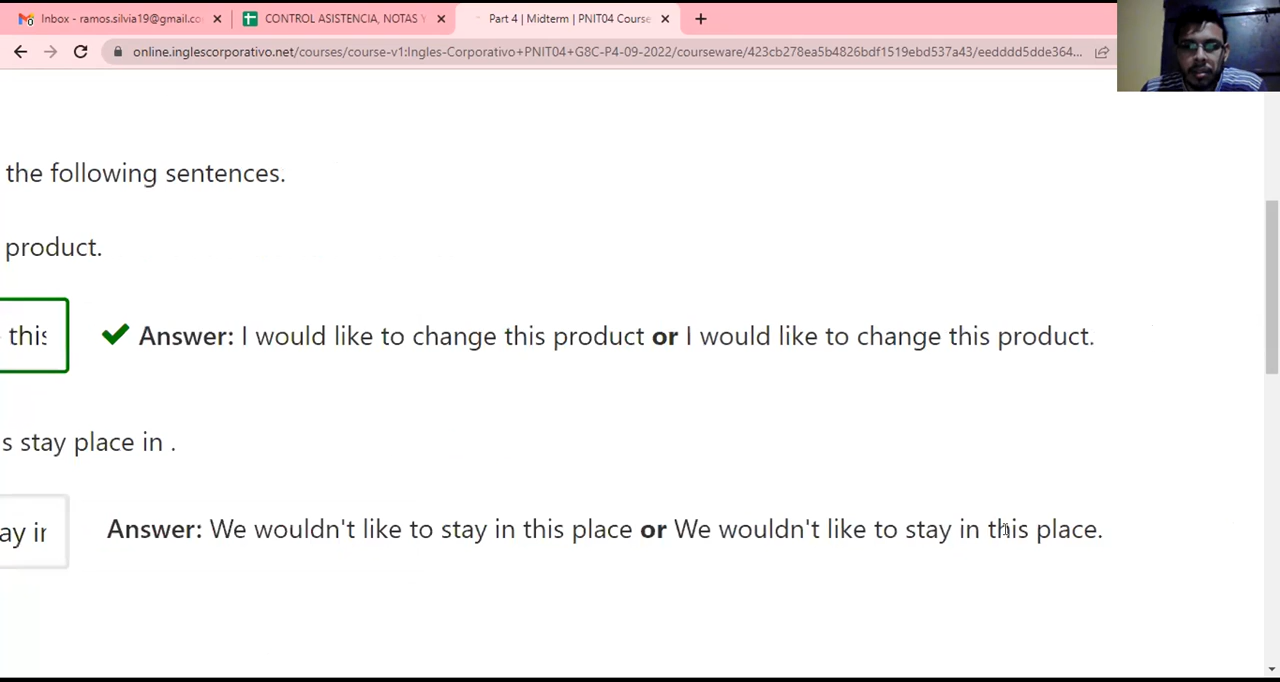 Inbox - ramos.silvia19@gmail.co
CONTROL ASISTENCIA, NOTAS Y
Part 4 | Midterm | PNIT04 Course
online.inglescorporativo.net/courses/course-v1:Ingles-Corporativo+PNIT04+G8C-P4-09-2022/courseware/423cb278ea5b4826bdf1519ebd537a43/eedddd5dde364...
the following sentences.
product.
this
Answer: I would like to change this product or I would like to change this product.
s stay place in .
ay in
Answer: We wouldn't like to stay in this place or We wouldn't like to stay in this place.